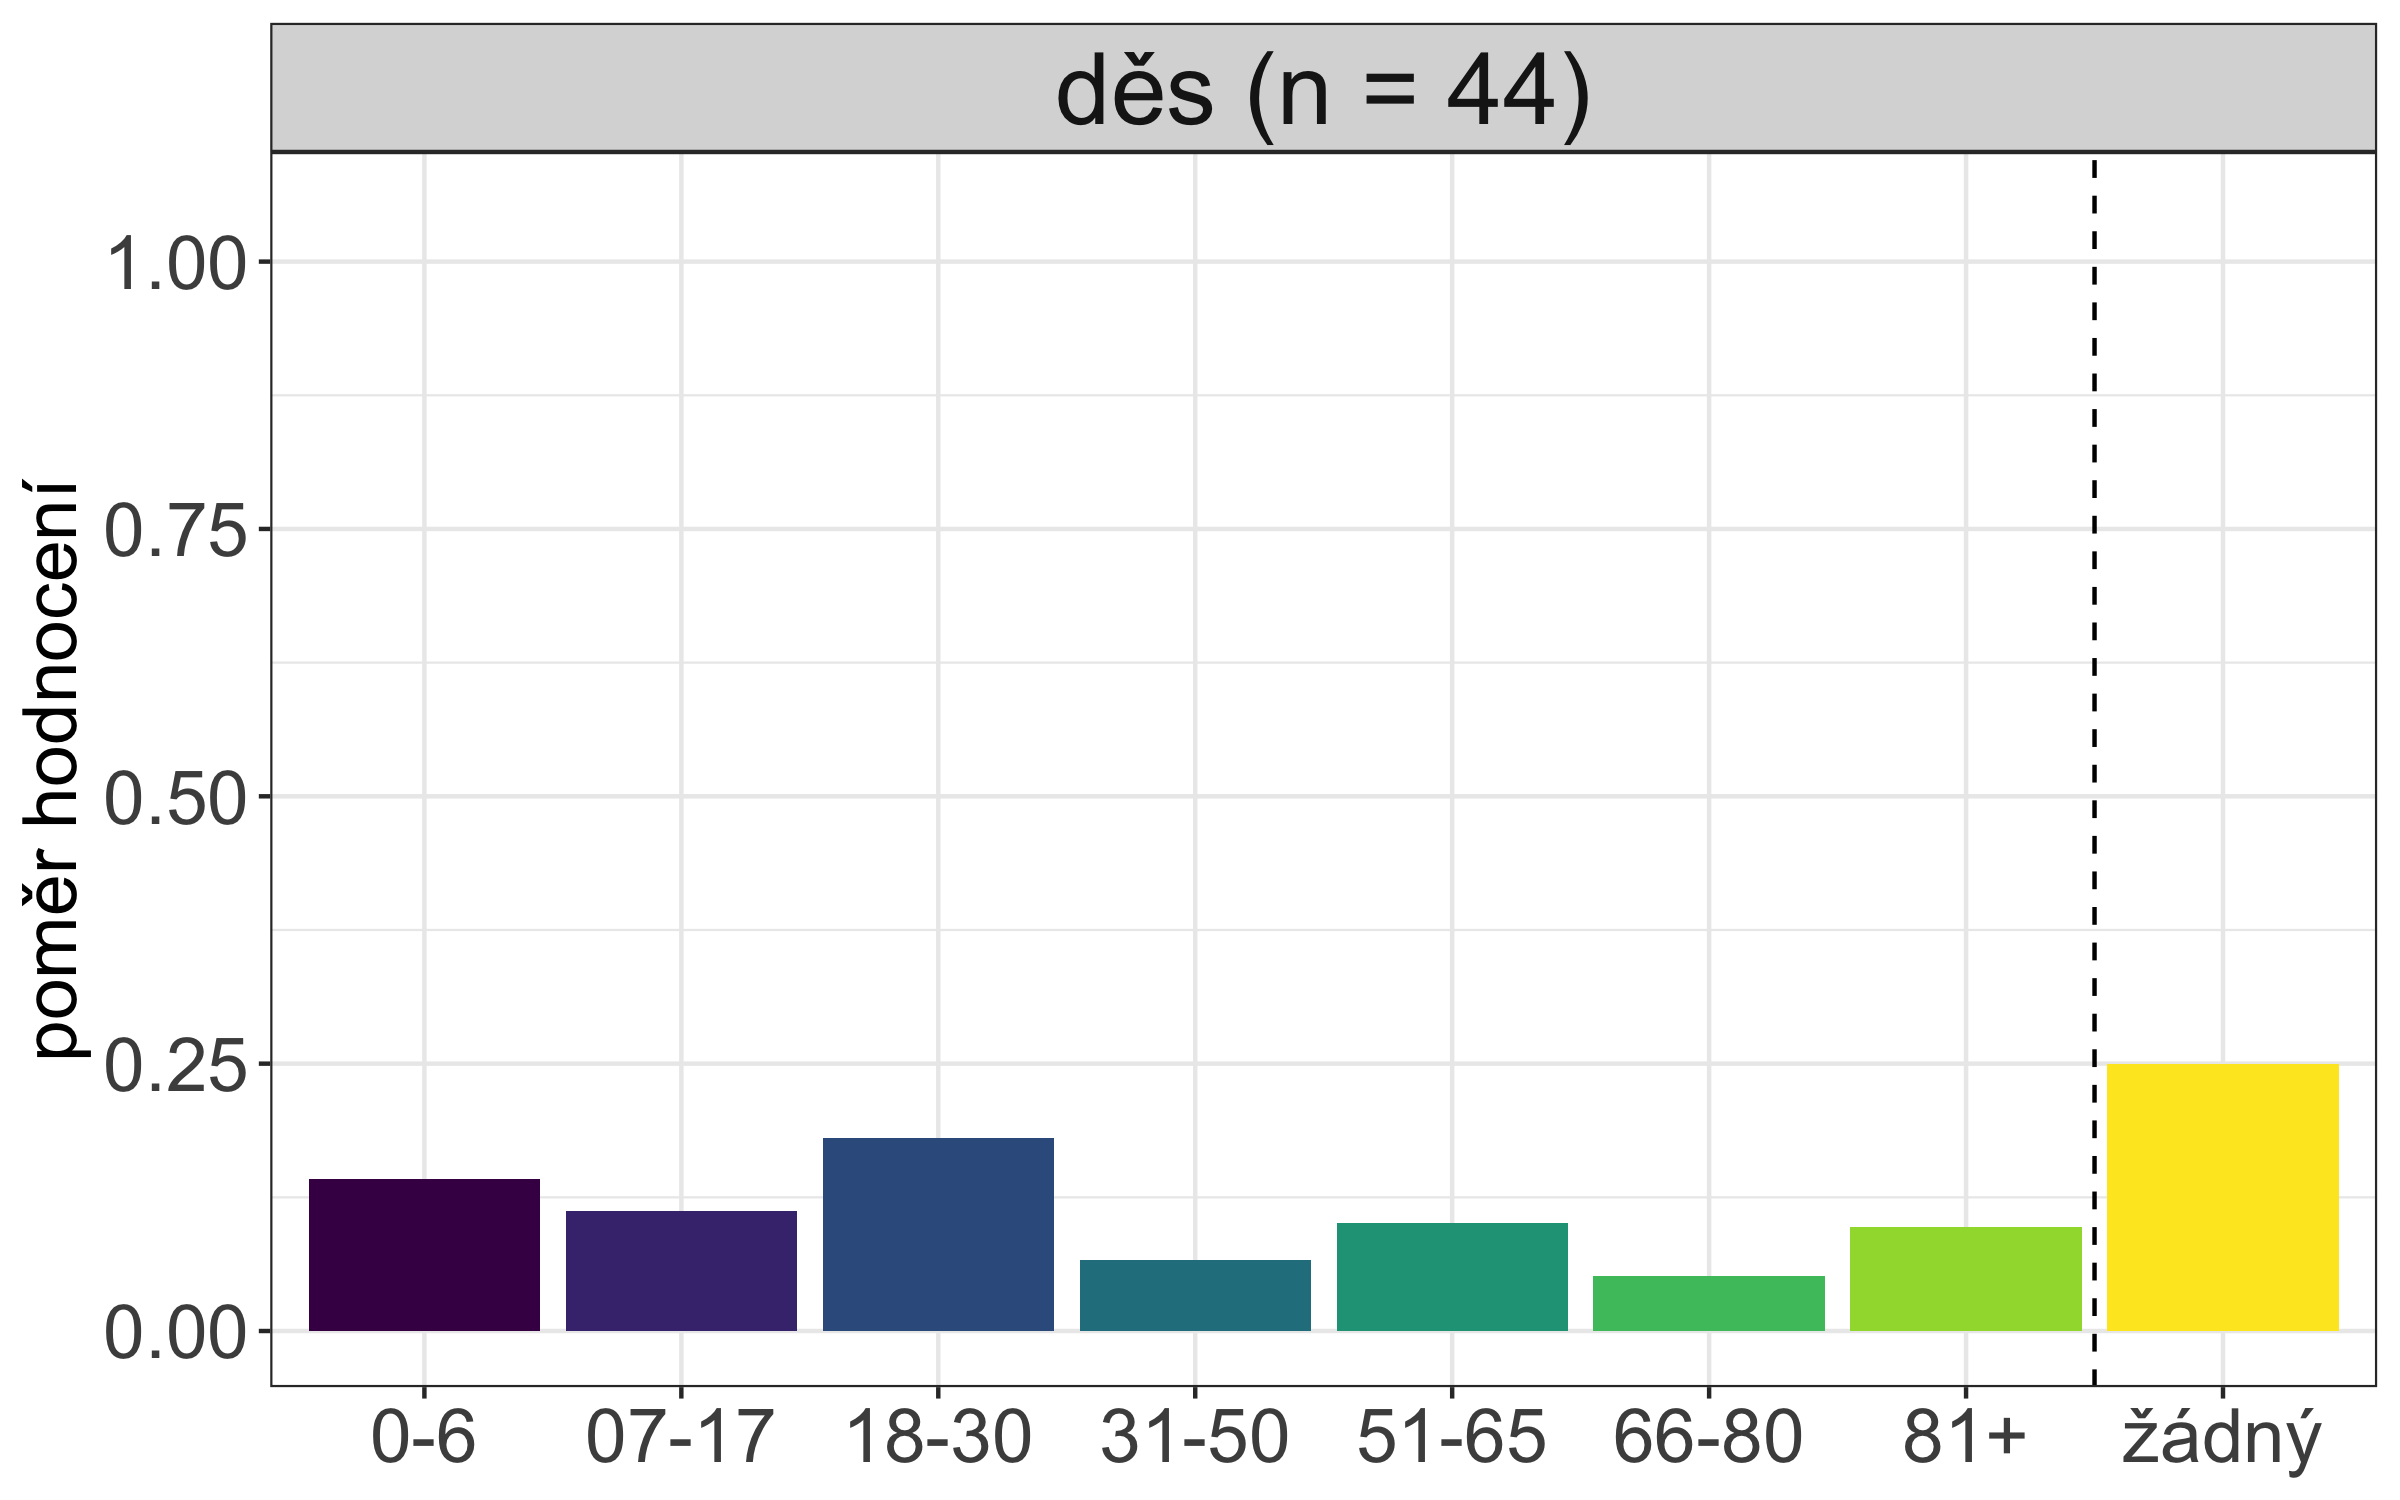 děs (n = 44)
poměr hodnocení
1.00
0.75
0.50
0.25
0.00
0-6 07-17 18-30 31-50 51-65 66-80 81+ žádný